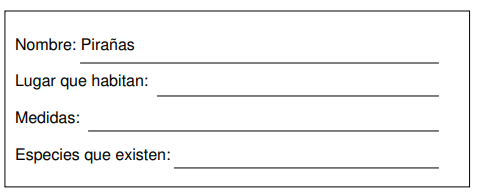 Nombre: Pirañas
Lugar que habitan:
Medidas:
Especies que existen: